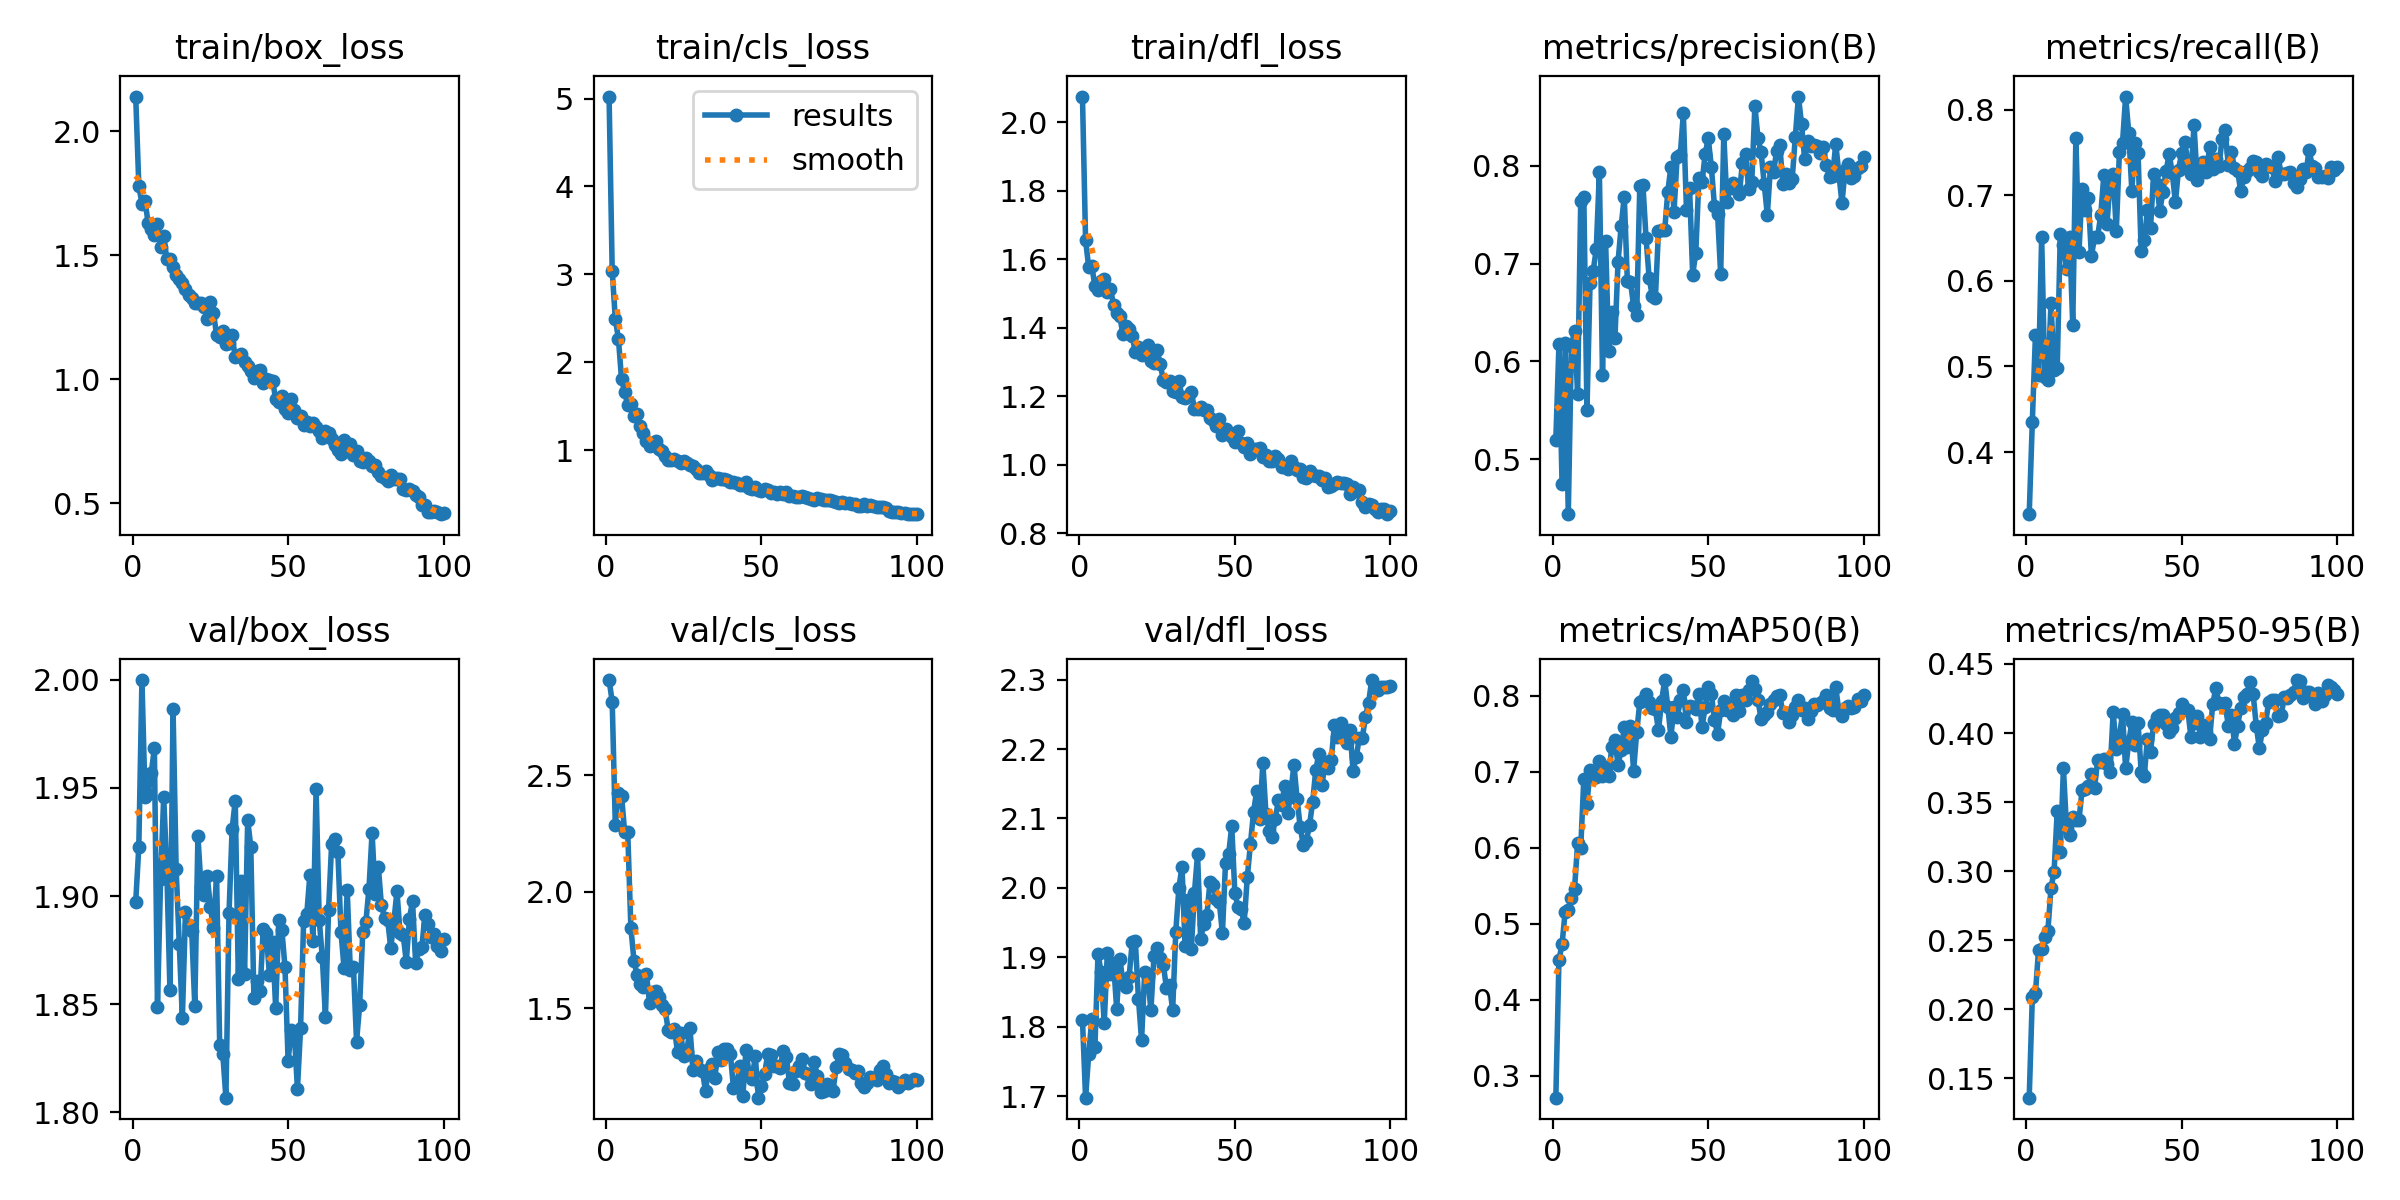 train/box_loss
2.0
1.5
1.0
0.5
0 50 100
train/cls_loss
results
smooth
5
4
3
2
1
0 50 100
train/dfl_loss
2.0
1.8
1.6
1.4
1.2
1.0
0.8
0 50 100
metrics/precision(B)
0.8
0.7
0.6
0.5
0 50 100
metrics/recall(B)
0.8
0.7
0.6
0.5
0.4
0 50 100
val/box_loss
2.00
1.95
1.90
1.85
1.80
0 50 100
val/cls_loss
2.5
2.0
1.5
0 50 100
val/dfl_loss
2.3
2.2
2.1
2.0
1.9
1.8
1.7
0 50 100
metrics/mAP50(B)
0.8
0.7
0.6
0.5
0.4
0.3
0 50 100
metrics/mAP50-95(B)
0.45
0.40
0.35
0.30
0.25
0.20
0.15
0 50 100